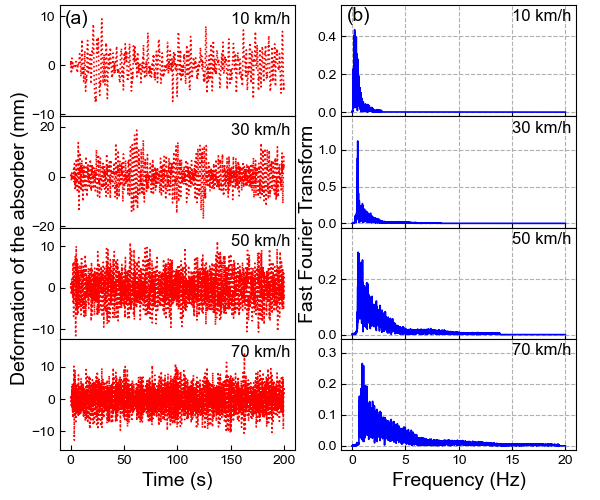 (a)
10 km/h
10
0
−10
30 km/h
20
0
−20
50 km/h
10
0
−10
70 km/h
10
0
−10
0
50
100
150
200
Time (s)
Deformation of the absorber (mm)
(b)
10 km/h
0.4
0.2
0.0
30 km/h
1.0
0.5
0.0
50 km/h
0.2
0.0
70 km/h
0.3
0.2
0.1
0.0
0
5
10
15
20
Frequency (Hz)
Fast Fourier Transform